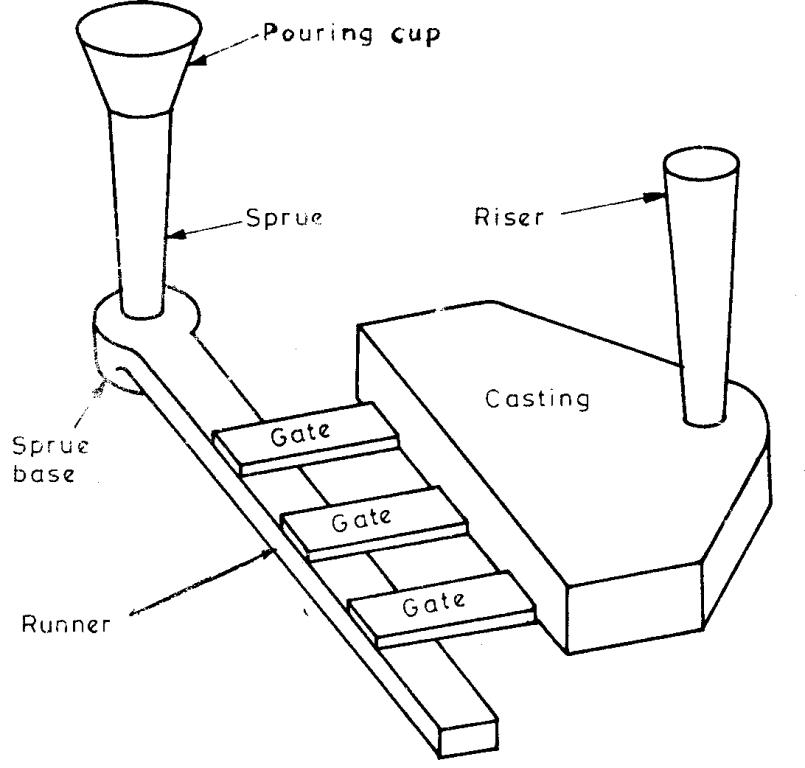 Pouring cup
Sprue
Riser
Casting
Gate
Sprue
base
Gate
Gate
Runner